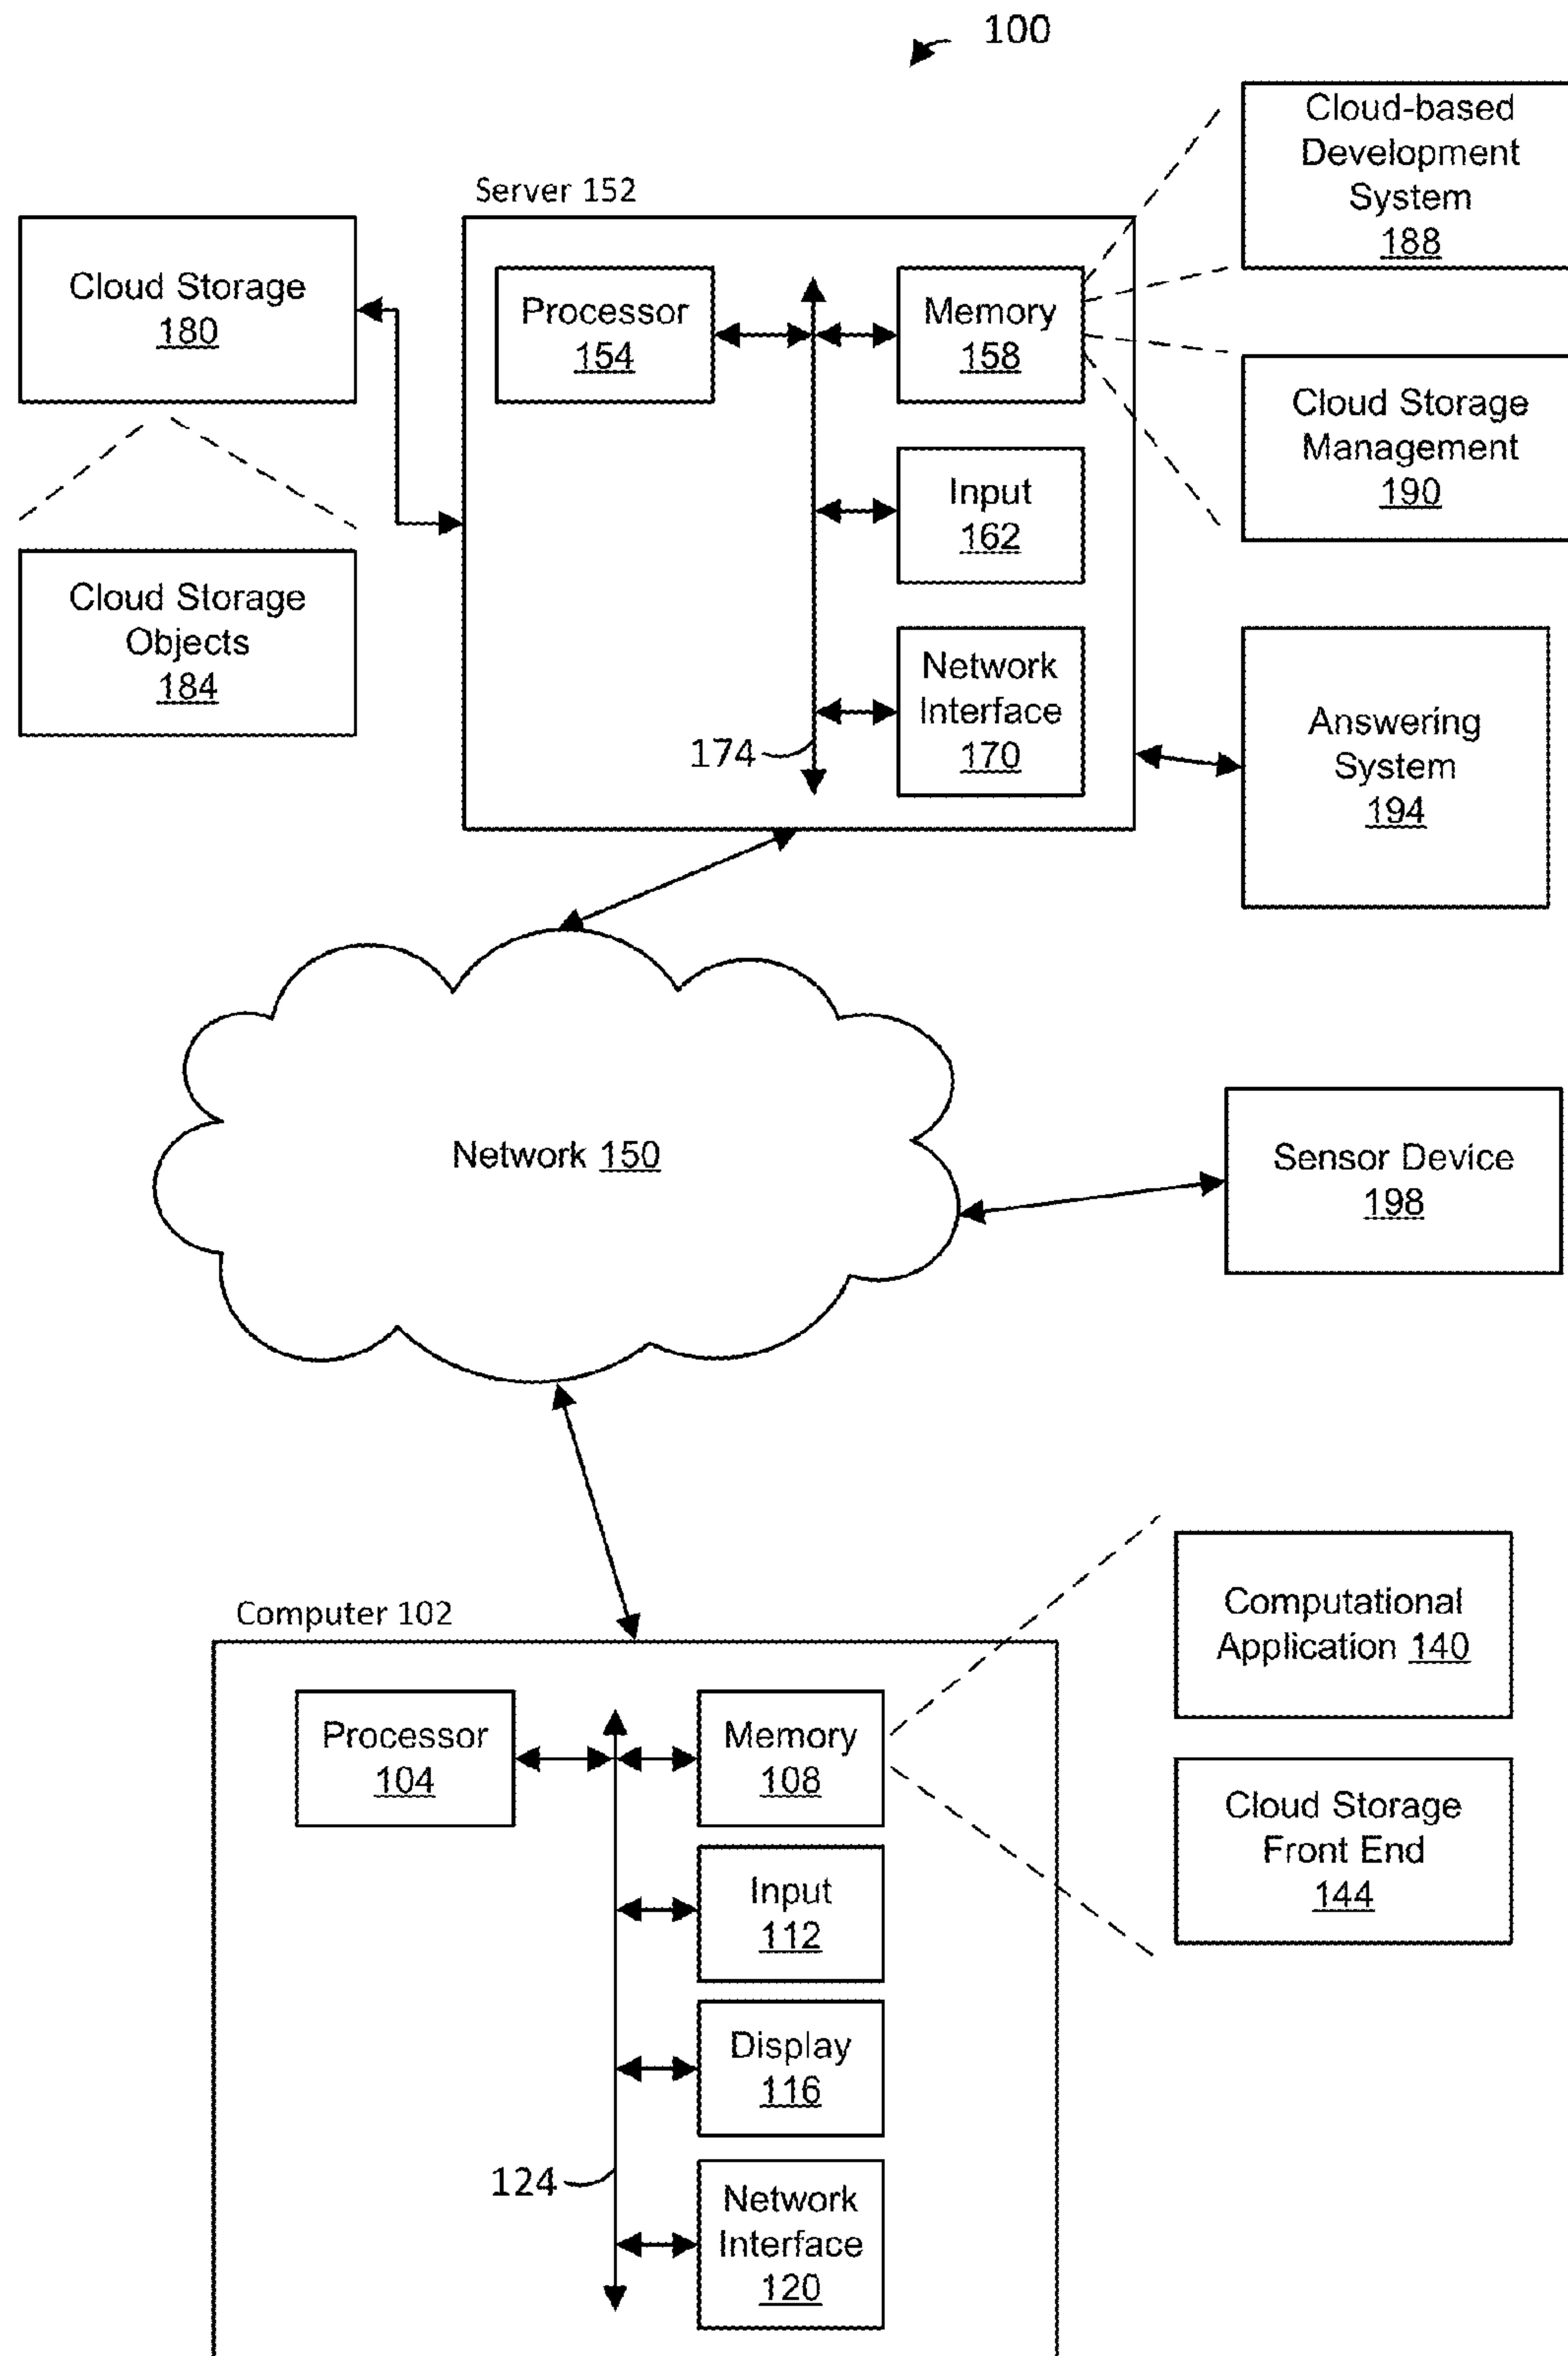 100
Cloud-based
Development
System
188
Server 152
Cloud Storage
180
Processor
154
Memory
158
Cloud Storage
Management
190
Input
162
Cloud Storage
Objects
184
Network
Interface
170
174
Answering
System
194
Network 150
Sensor Device
198
Computer 102
Computational
Application 140
Processor
104
Memory
108
Cloud Storage
Front End
144
Input
112
Display
116
124
Network
Interface
120